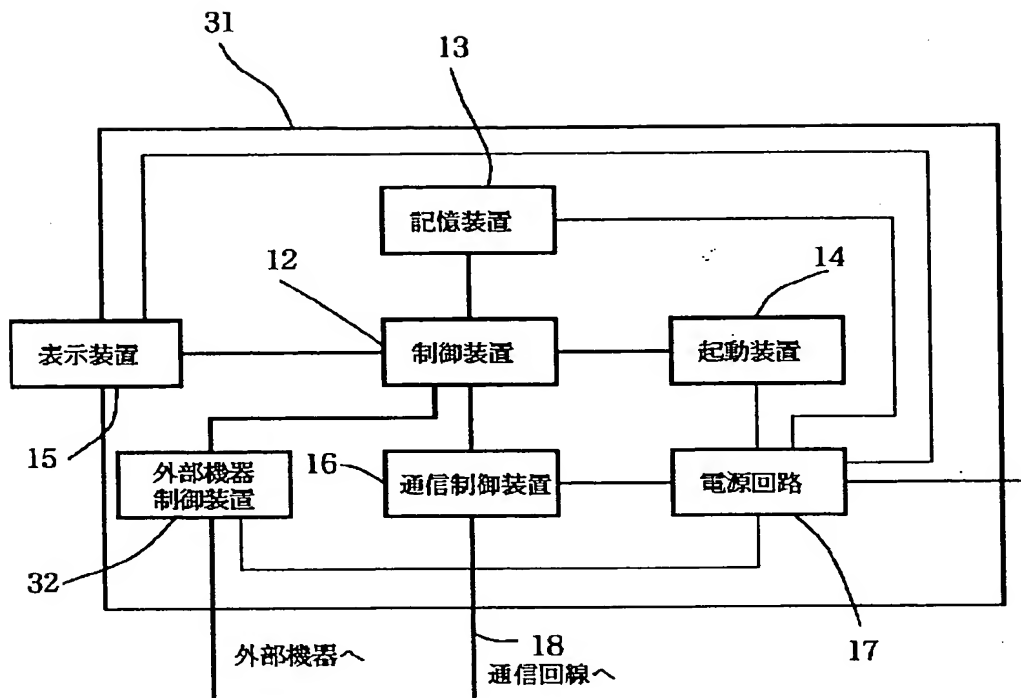 31
13
記憶装置
12
14
表示装置
制御装置
起動装置
15
外部機器
制御装置
16
通信制御装置
電源回路
32
外部機器へ
18
通信回線へ
17